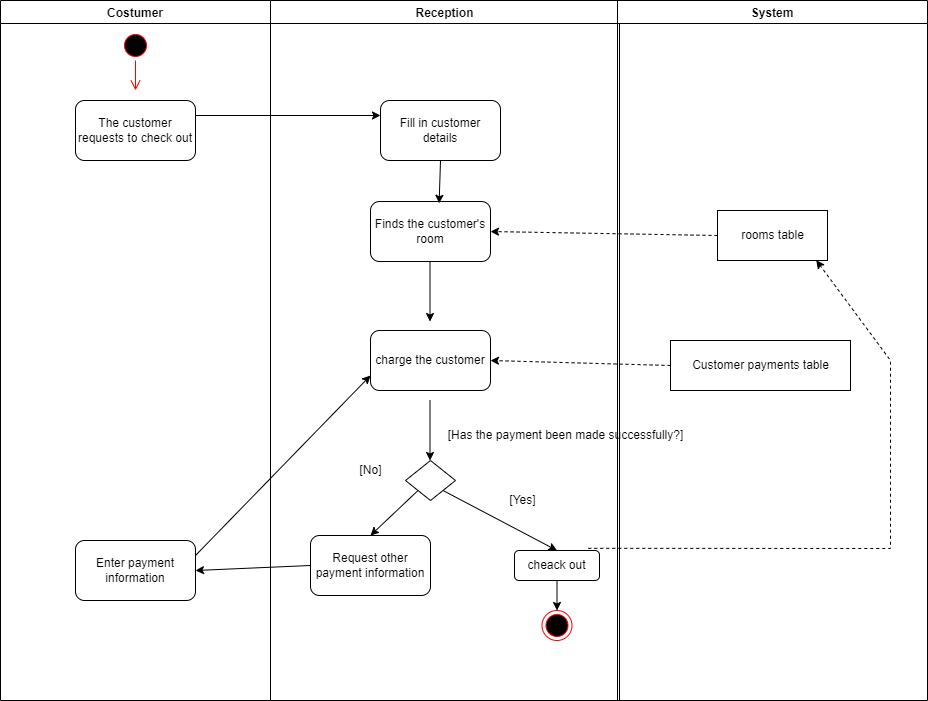 Costumer
Reception
System
The customer
requests to check out
Fill in customer
details
Finds the customer's
room
rooms table
charge the customer
Customer payments table
[Has the payment been made successfully?]
[No]
[Yes]
Enter payment
information
Request other
payment information
cheack out